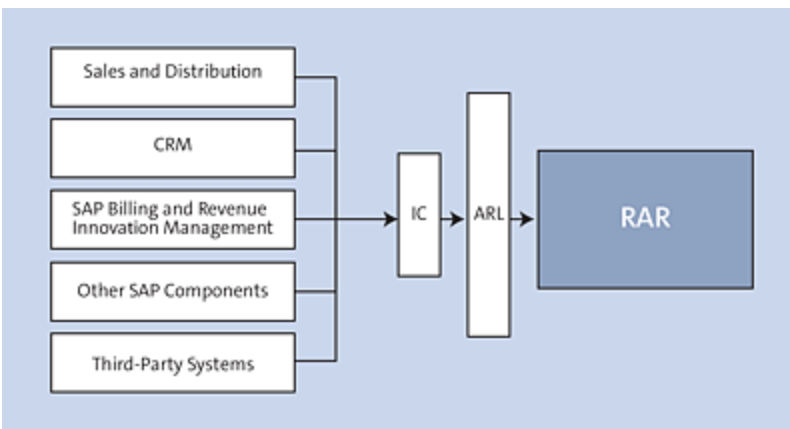 Sales and Distribution
CRM
SAP Billing and Revenue
Innovation Management
Other SAP Components
Third-Party Systems
IC
ARL
RAR